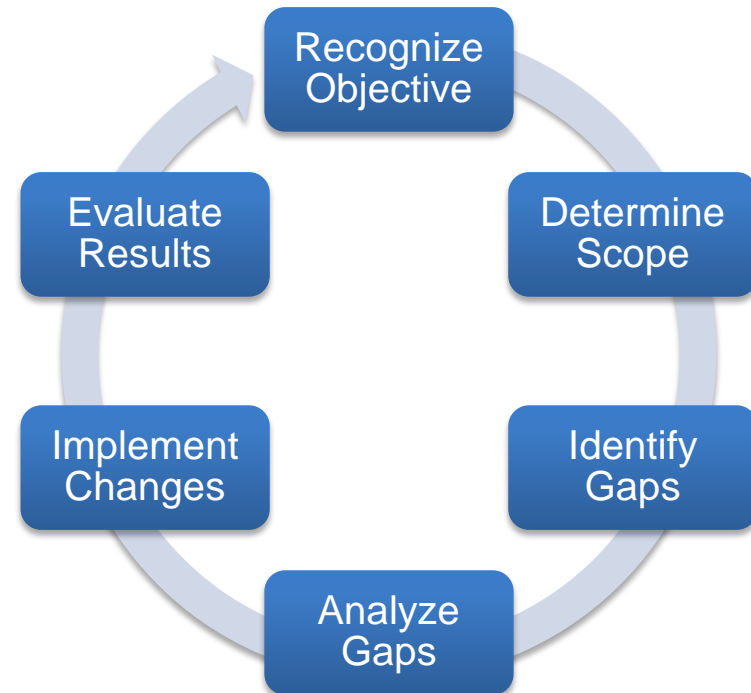 Recognize
Objective
Determine
Scope
Identify
Gaps
Analyze
Gaps
Implement
Changes
Evaluate
Results